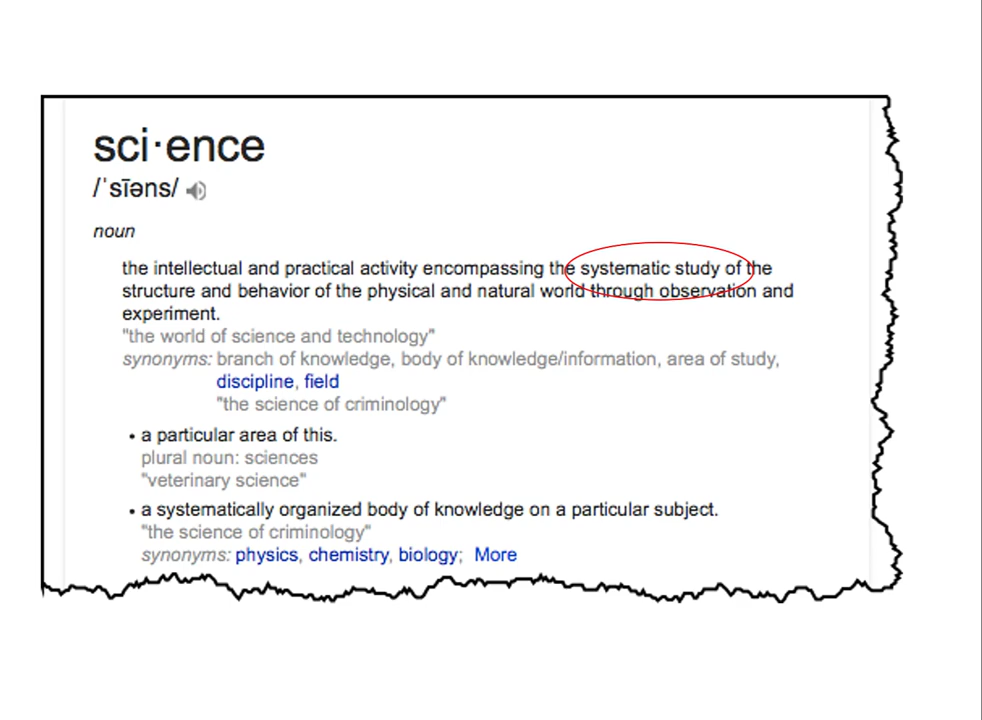 sci·ence
/ˈsīəns/
noun
the intellectual and practical activity encompassing the systematic study of the
structure and behavior of the physical and natural world through observation and
experiment.
"the world of science and technology"
synonyms: branch of knowledge, body of knowledge/information, area of study,
discipline, field
"the science of criminology"
• a particular area of this.
plural noun: sciences
"veterinary science"
• a systematically organized body of knowledge on a particular subject.
"the science of criminology"
synonyms: physics, chemistry, biology; More